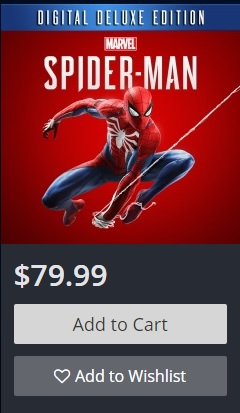 DIGITAL DELUXE EDITION
MARVEL
SPIDER-MAN
$79.99
Add to Cart
Add to Wishlist